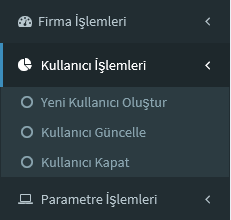 Firma İşlemleri
Kullanıcı İşlemleri
Yeni Kullanıcı Oluştur
Kullanıcı Güncelle
Kullanıcı Kapat
Parametre İşlemleri